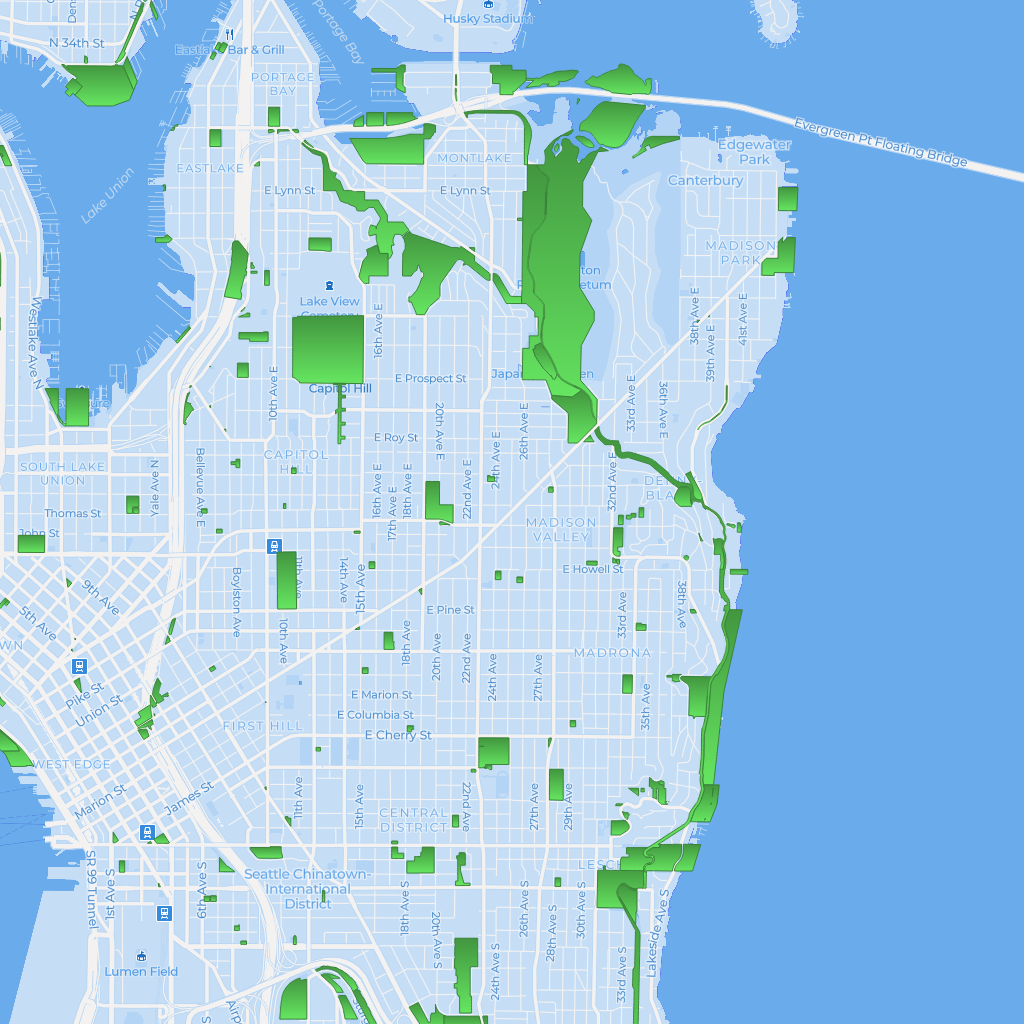 Husky Stadium
N 34th St
Bar & Grill
Portage Bay
PORTAGE
BAY
Evergreen Pt Floating Bridge
MONTLAKE
Edgewater
Park
EASTLAKE
Canterbury
E Lynn St
E Lynn St
Lake Union
MADISON
PARK
Lake View
Westlake Ave N
16th Ave E
38th Ave E
39th Ave E
41st Ave E
E Prospect St
Capitol Hill
10th Ave E
33rd Ave E
36th Ave E
20th Ave E
26th Ave E
E Roy St
CAPITOL
HILL
24th Ave E
SOUTH LAKE
UNION
Yale Ave N
Bellevue Ave E
16th Ave E
17th Ave E
18th Ave E
22nd Ave E
32nd Ave E
Thomas St
John St
MADISON
VALLEY
E Howell St
9th Ave
5th Ave
Boylston Ave
11th Ave
14th Ave
15th Ave
E Pine St
33rd Ave
38th Ave
10th Ave
18th Ave
20th Ave
22nd Ave
24th Ave
27th Ave
MADRONA
Pike St
Union St
E Marion St
E Columbia St
E Cherry St
35th Ave
FIRST HILL
WEST EDGE
Marion St
James St
11th Ave
15th Ave
CENTRAL
DISTRICT
22nd Ave
27th Ave
29th Ave
SR 99 Tunnel
1st Ave S
6th Ave S
Seattle Chinatown-
International
District
18th Ave S
20th Ave S
24th Ave S
26th Ave S
28th Ave S
30th Ave S
33rd Ave S
Lakeside Ave S
Lumen Field